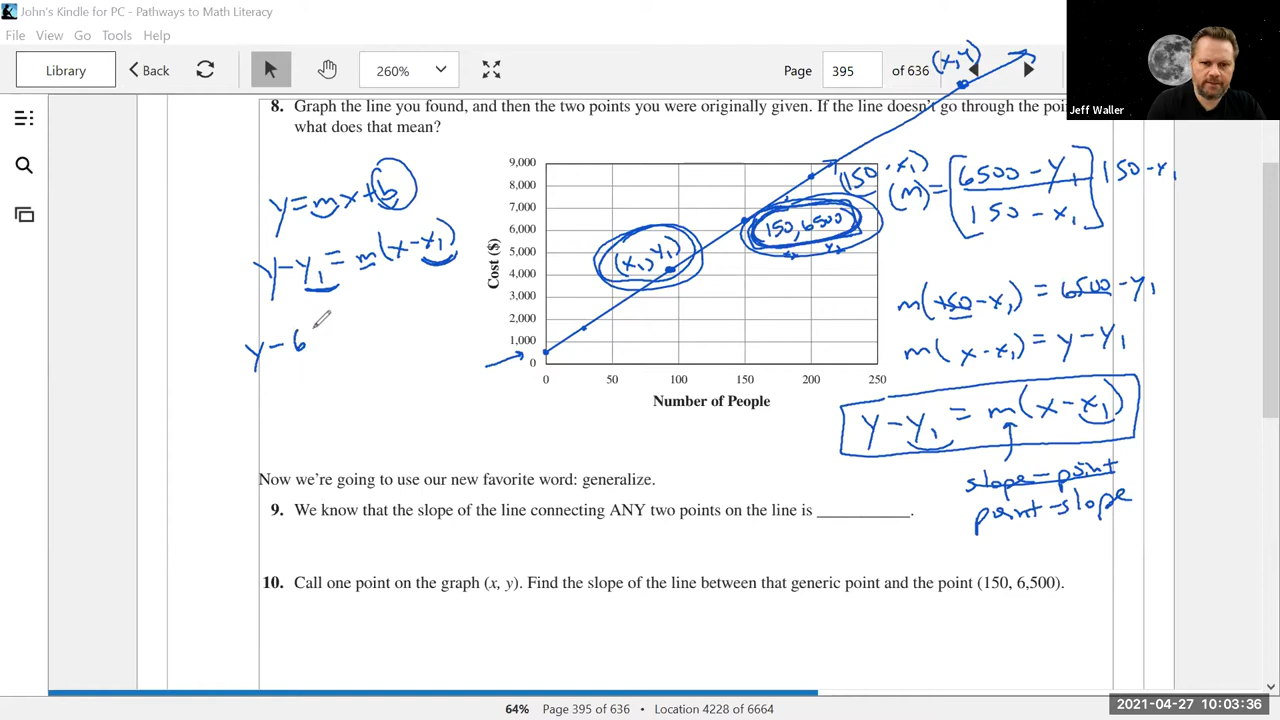 John's Kindle for PC - Pathways to Math Literacy
File View Go Tools Help
Library
Back
260%
Page 395 of 636
Jeff Waller
8. Graph the line you found, and then the two points you were originally given. If the line doesn't go through the poi
what does that mean?
9,000
8,000
7,000
6,000
5,000
4,000
3,000
2,000
1,000
0
Cost ($)
0 50 100 150 200 250
Number of People
y = mx + b
y - y₁ = m(x - x₁)
y - 6
(x₁, y₁)
150, 6500
x₂ y₂
(x, y)
(150 - x₁)(m) = [6500 - y₁ / 150 - x₁] 150 - x₁
m(150 - x₁) = 6500 - y₁
m(x - x₁) = y - y₁
y - y₁ = m(x - x₁)
slope - point
point - slope
Now we're going to use our new favorite word: generalize.
9. We know that the slope of the line connecting ANY two points on the line is ___________.
10. Call one point on the graph (x, y). Find the slope of the line between that generic point and the point (150, 6,500).
64% Page 395 of 636 • Location 4228 of 6664
2021-04-27 10:03:36